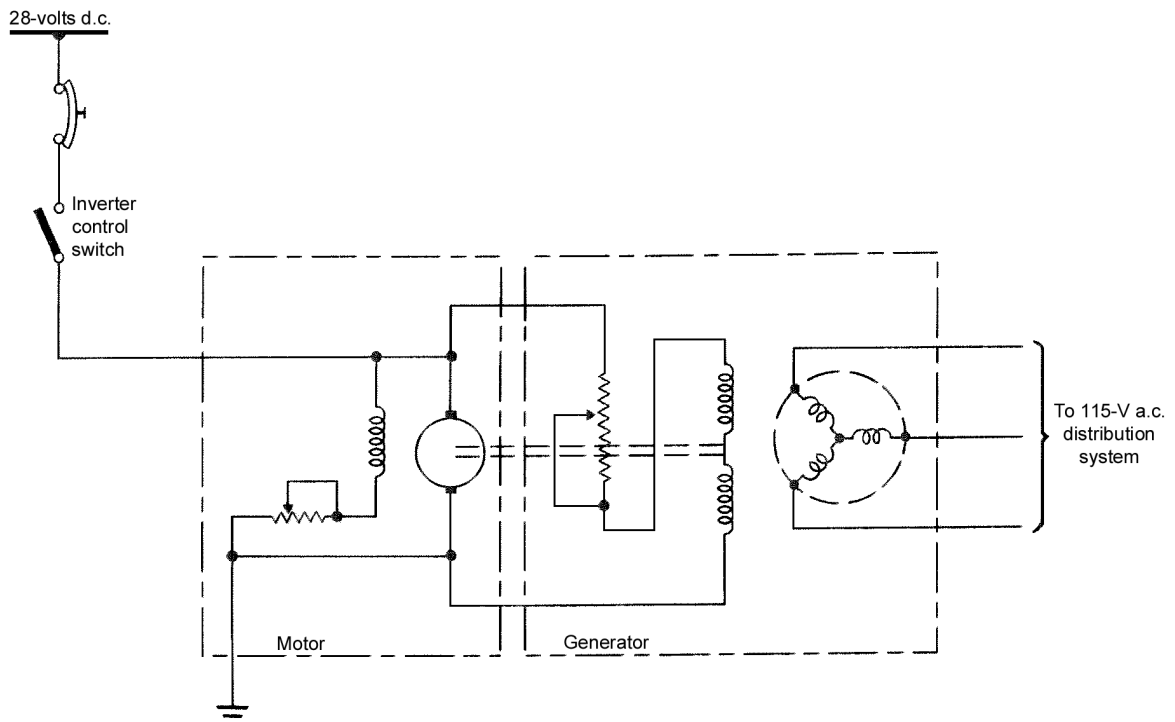 28-volts d.c.
Inverter
control
switch
To 115-V a.c.
distribution
system
Motor
Generator